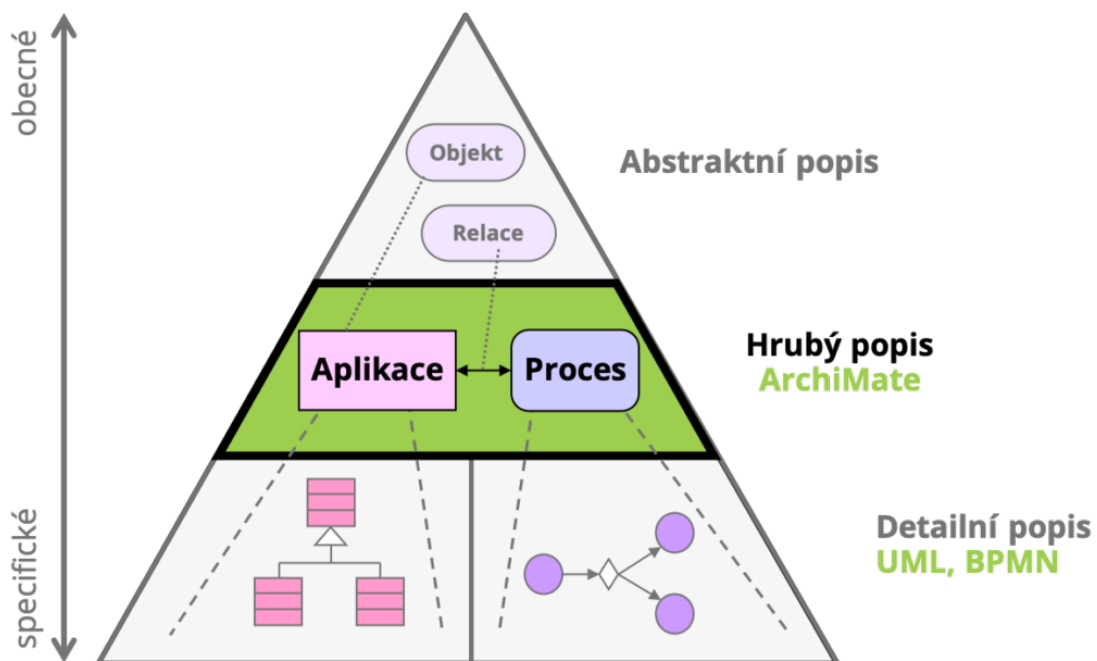 obecné
Objekt
Abstraktní popis
Relace
Aplikace
Proces
Hrubý popis
ArchiMate
specifické
Detailní popis
UML, BPMN